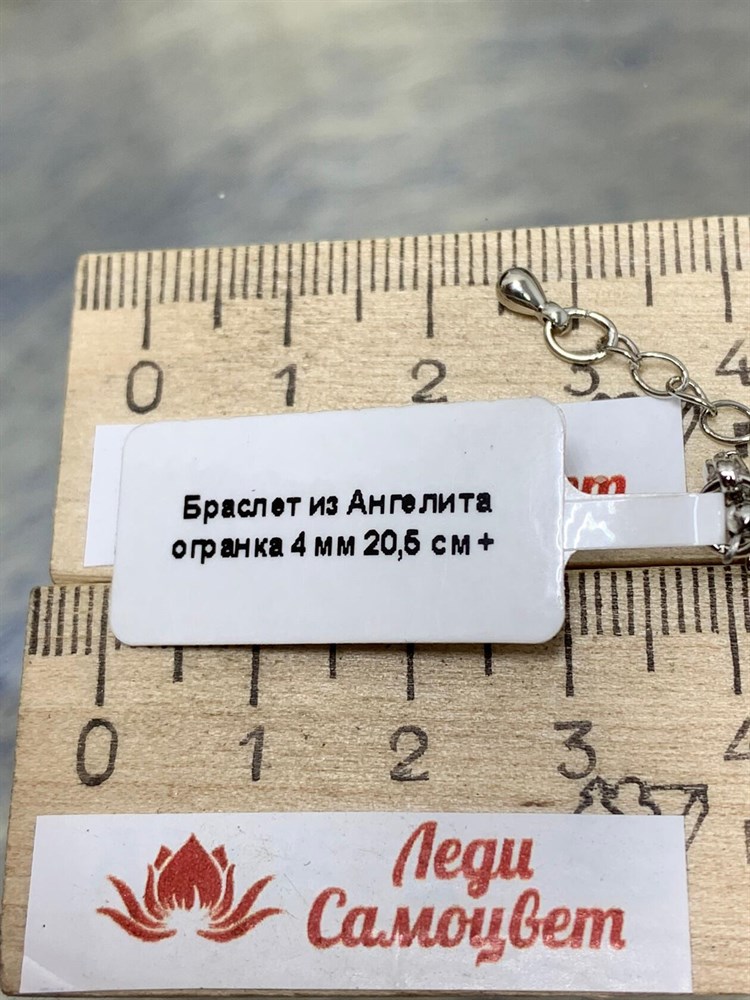 0 1 2 3 4
Браслет из Ангелита
огранка 4 мм 20,5 см +
0 1 2 3
Леди
Самоцвет